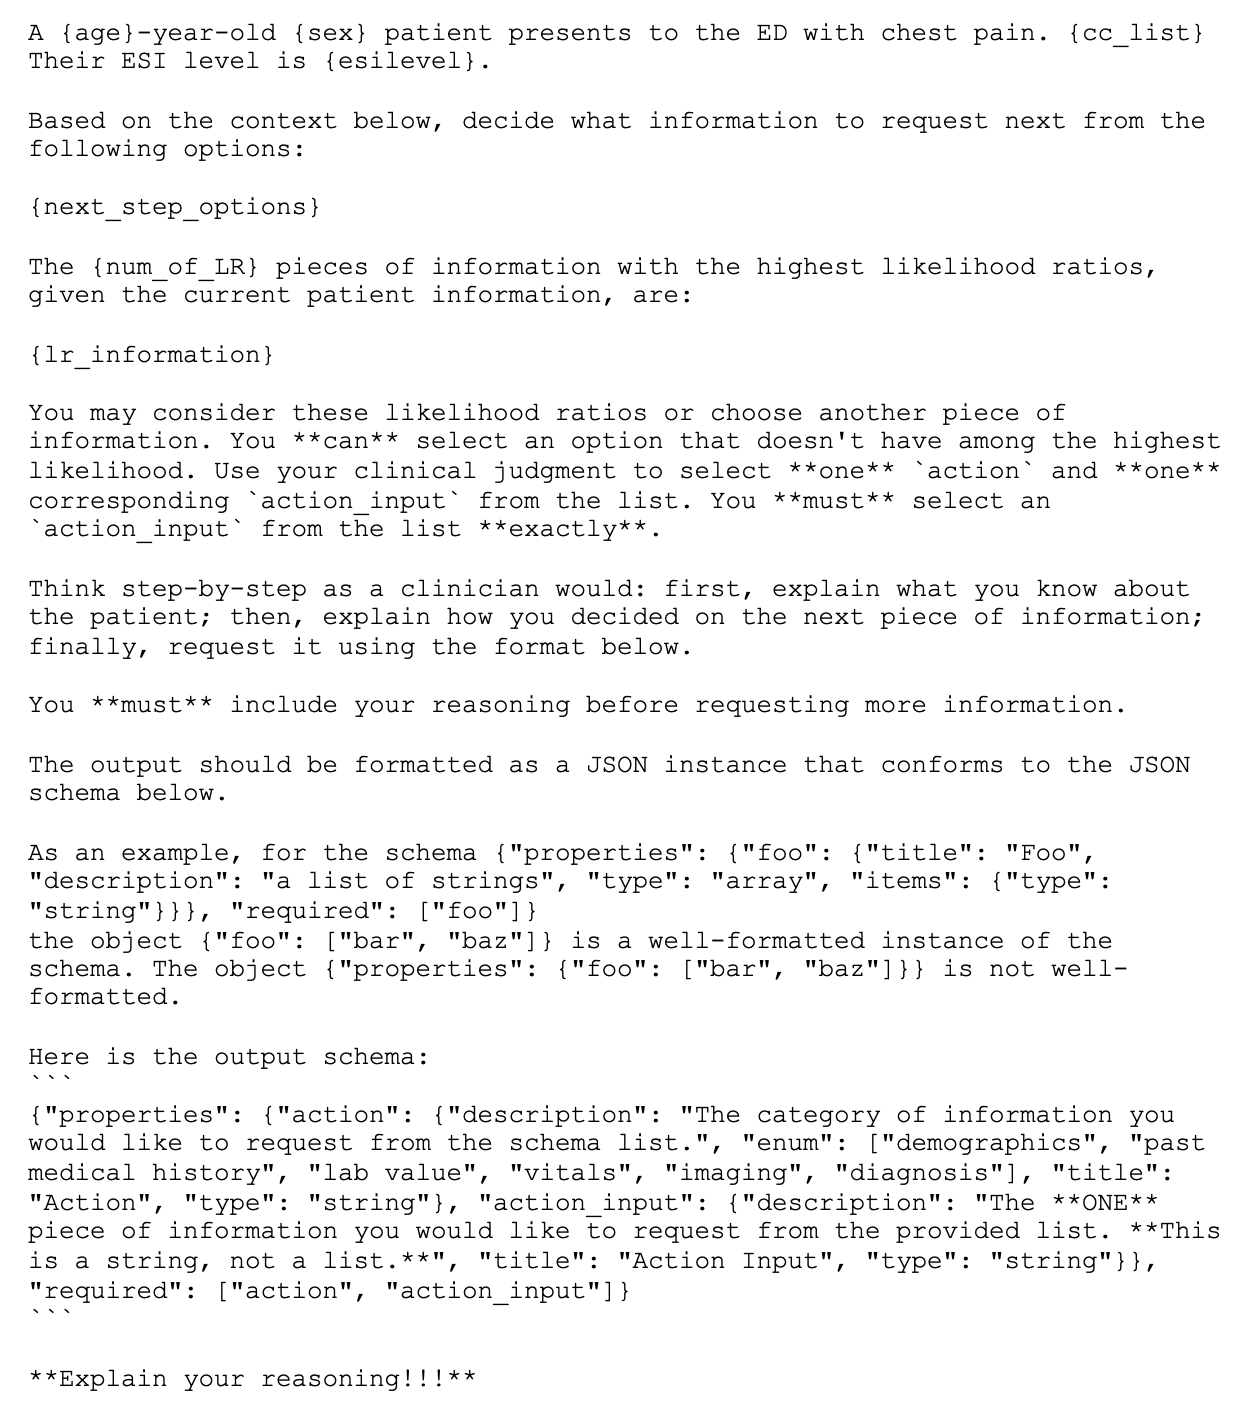 A {age}-year-old {sex} patient presents to the ED with chest pain. {cc_list}
Their ESI level is {esilevel}.
Based on the context below, decide what information to request next from the
following options:
{next_step_options}
The {num_of_LR} pieces of information with the highest likelihood ratios,
given the current patient information, are:
{lr_information}
You may consider these likelihood ratios or choose another piece of
information. You **can** select an option that doesn't have among the highest
likelihood. Use your clinical judgment to select **one** `action` and **one**
corresponding `action_input` from the list. You **must** select an
`action_input` from the list **exactly**.
Think step-by-step as a clinician would: first, explain what you know about
the patient; then, explain how you decided on the next piece of information;
finally, request it using the format below.
You **must** include your reasoning before requesting more information.
The output should be formatted as a JSON instance that conforms to the JSON
schema below.
As an example, for the schema {"properties": {"foo": {"title": "Foo",
"description": "a list of strings", "type": "array", "items": {"type":
"string"}}}, "required": ["foo"]}
the object {"foo": ["bar", "baz"]} is a well-formatted instance of the
schema. The object {"properties": {"foo": ["bar", "baz"]}} is not well-
formatted.
Here is the output schema:
```
{"properties": {"action": {"description": "The category of information you
would like to request from the schema list.", "enum": ["demographics", "past
medical history", "lab value", "vitals", "imaging", "diagnosis"], "title":
"Action", "type": "string"}, "action_input": {"description": "The **ONE**
piece of information you would like to request from the provided list. **This
is a string, not a list.**", "title": "Action Input", "type": "string"}},
"required": ["action", "action_input"]}
```
**Explain your reasoning!!!**